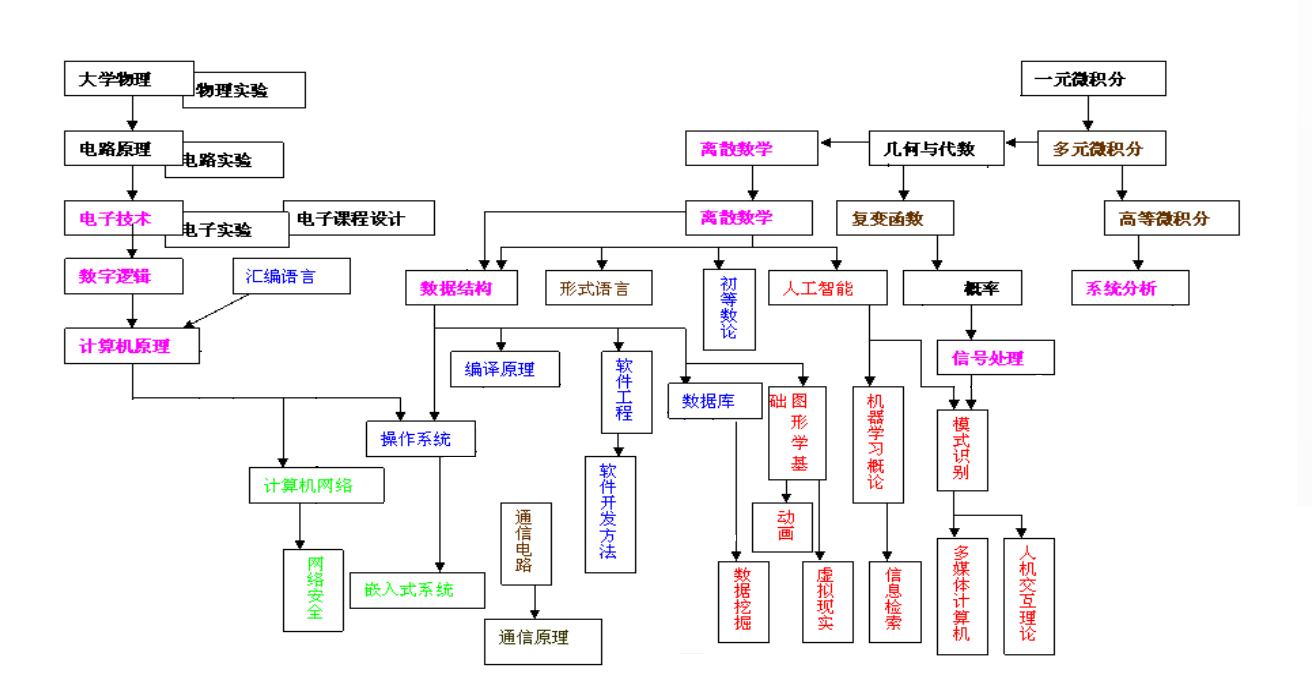 大学物理
物理实验
一元微积分
电路原理
电路实验
离散数学
几何与代数
多元微积分
电子技术
电子实验
电子课程设计
离散数学
复变函数
高等微积分
数字逻辑
汇编语言
数据结构
形式语言
初等数论
人工智能
概率
系统分析
计算机原理
编译原理
软件工程
数据库
图形学基础
机器学习概论
信号处理
模式识别
操作系统
计算机网络
软件开发方法
通信电路
动画
网络安全
嵌入式系统
通信原理
数据挖掘
虚拟现实
信息检索
多媒体计算机
人机交互理论